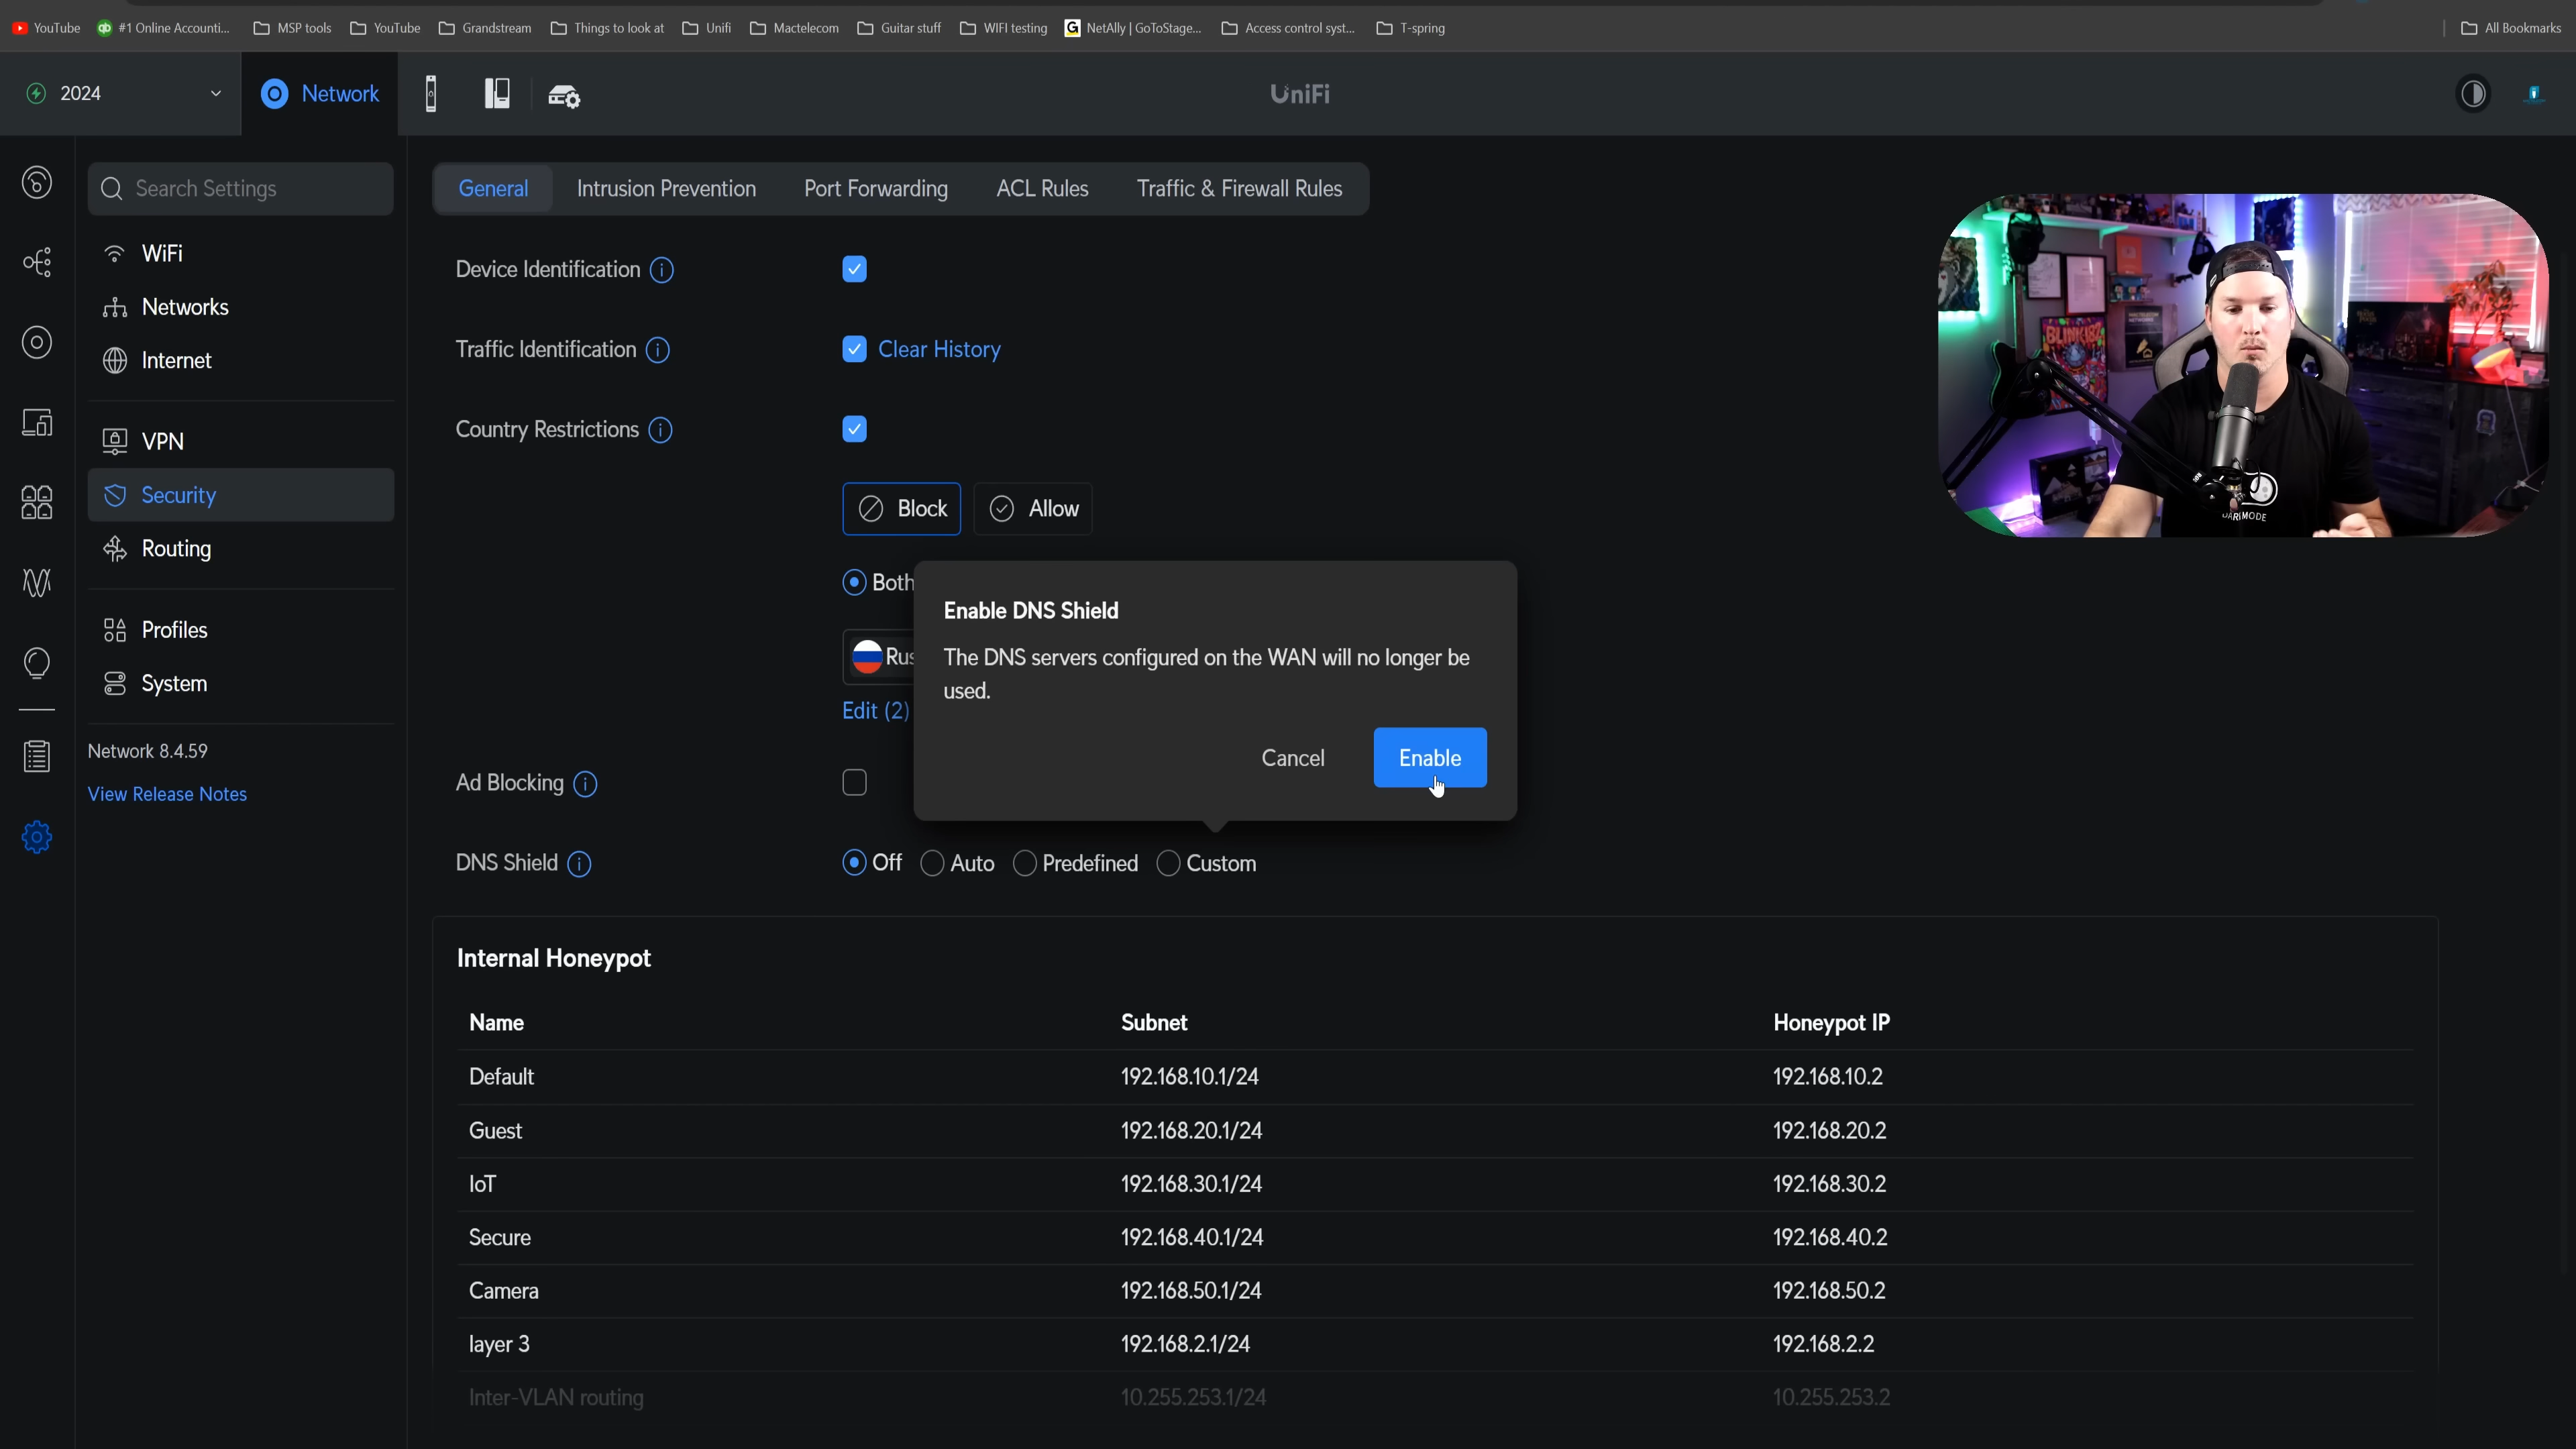 YouTube
#1 Online Accounti...
MSP tools
YouTube
Grandstream
Things to look at
Unifi
Mactelecom
Guitar stuff
WIFI testing
NetAlly | GoToStage...
Access control syst...
T-spring
All Bookmarks
2024
Network
UniFi
Search Settings
General
Intrusion Prevention
Port Forwarding
ACL Rules
Traffic & Firewall Rules
WiFi
Networks
Internet
VPN
Security
Routing
Profiles
System
Network 8.4.59
View Release Notes
Device Identification
Traffic Identification
Clear History
Country Restrictions
Block
Allow
Both
Rus
Edit (2)
Enable DNS Shield
The DNS servers configured on the WAN will no longer be
used.
Cancel
Enable
Ad Blocking
DNS Shield
Off
Auto
Predefined
Custom
BLINK182
Internal Honeypot
Name Subnet Honeypot IP
Default 192.168.10.1/24 192.168.10.2
Guest 192.168.20.1/24 192.168.20.2
IoT 192.168.30.1/24 192.168.30.2
Secure 192.168.40.1/24 192.168.40.2
Camera 192.168.50.1/24 192.168.50.2
layer 3 192.168.2.1/24 192.168.2.2
Inter-VLAN routing 10.255.253.1/24 10.255.253.2